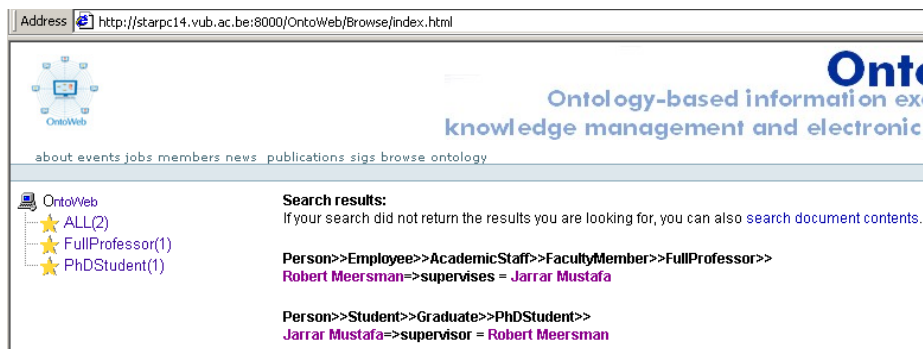 Address http://starpc14.vub.ac.be:8000/OntoWeb/Browse/index.html
Onto
Ontology-based information ex
knowledge management and electronic
OntoWeb
about events jobs members news publications sigs browse ontology
OntoWeb
ALL(2)
FullProfessor(1)
PhDStudent(1)
Search results:
If your search did not return the results you are looking for, you can also search document contents.
Person>>Employee>>AcademicStaff>>FacultyMember>>FullProfessor>>
Robert Meersman=>supervises = Jarrar Mustafa
Person>>Student>>Graduate>>PhDStudent>>
Jarrar Mustafa=>supervisor = Robert Meersman